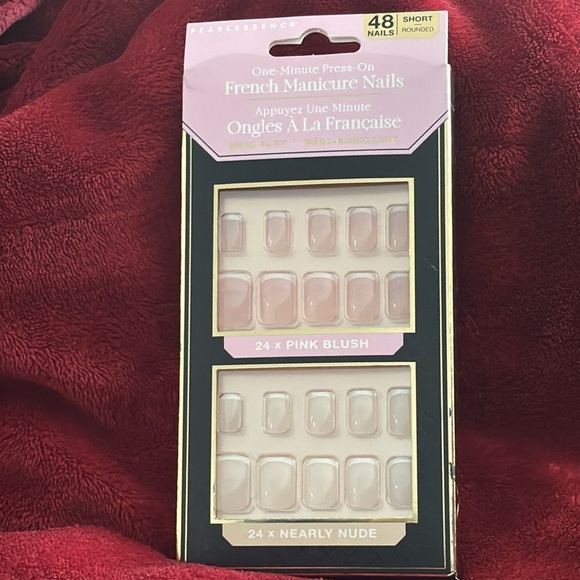 PEARLESSENCE
48
NAILS
SHORT
ROUNDED
One-Minute Press-On
French Manicure Nails
Appuyez Une Minute
Ongles À La Française
24 x PINK BLUSH
24 x NEARLY NUDE